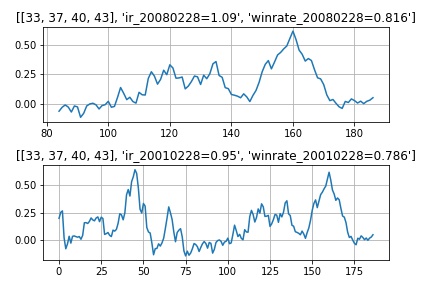 [[33, 37, 40, 43], 'ir_20080228=1.09', 'winrate_20080228=0.816']
0.50
0.25
0.00
80 100 120 140 160 180
[[33, 37, 40, 43], 'ir_20010228=0.95', 'winrate_20010228=0.786']
0.50
0.25
0.00
0 25 50 75 100 125 150 175